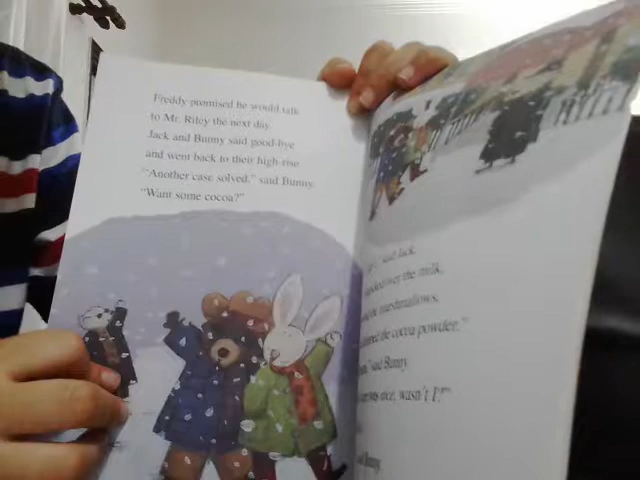 Freddy promised he would talk
to Mr. Riley the next day.
Jack and Bunny said good-bye
and went back to their high-rise.
"Another case solved," said Bunny.
"Want some cocoa?"
said Jack.
over the milk.
marshmallows.
the cocoa powder."
said Bunny
nice, wasn't I?"